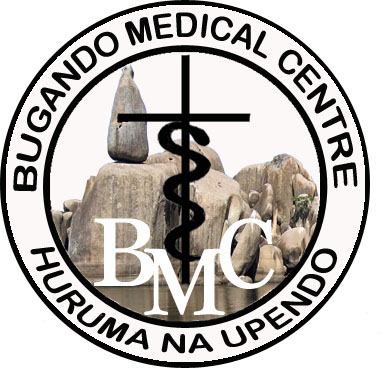 BUGANDO MEDICAL CENTRE
BMC
HURUMA NA UPENDO